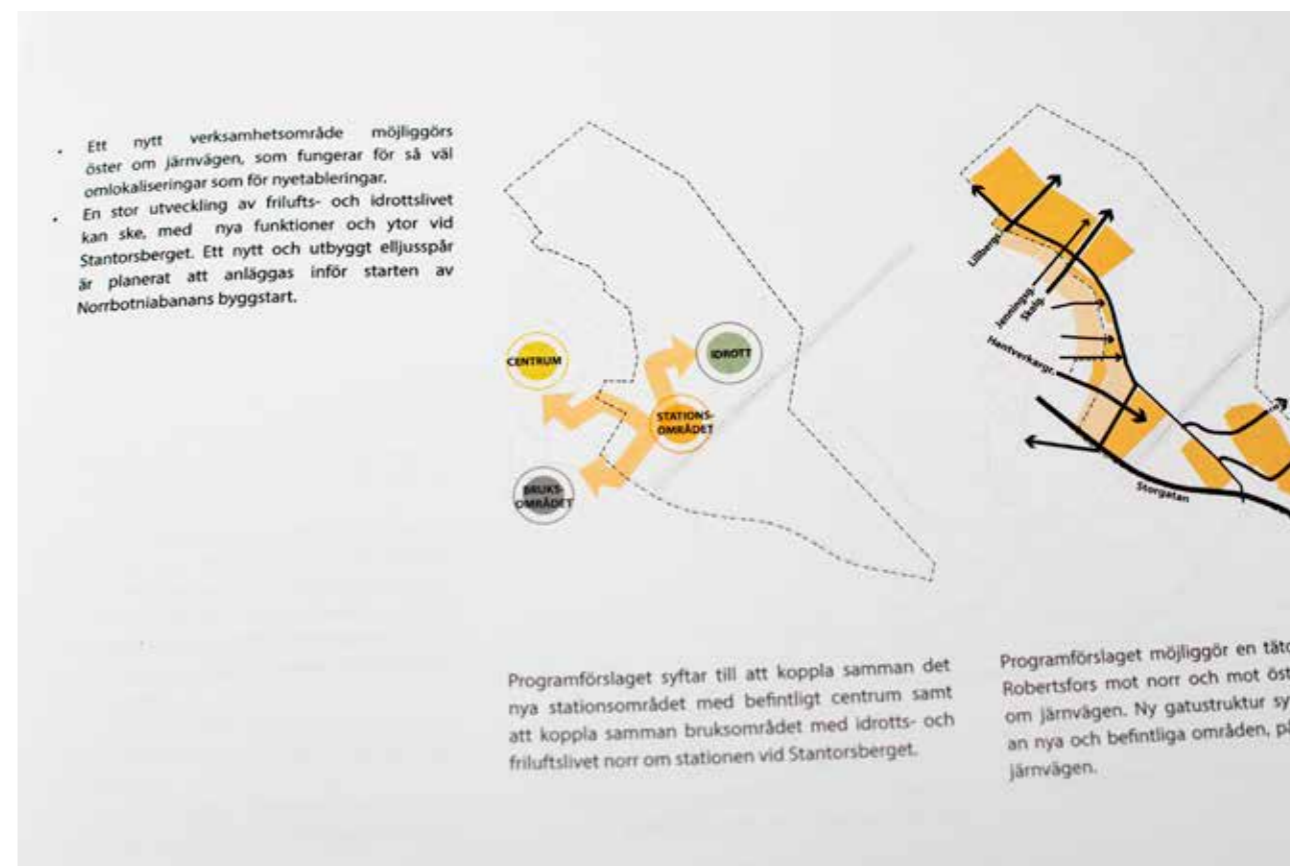 • Ett nytt verksamhetsområde möjliggörs
öster om järnvägen, som fungerar för så väl
omlokaliseringar som för nyetableringar.
• En stor utveckling av frilufts- och idrottslivet
kan ske, med nya funktioner och ytor vid
Stantorsberget. Ett nytt och utbyggt elljusspår
är planerat att anläggas inför starten av
Norrbotniabanans byggstart.
CENTRUM
IDROTT
STATIONS-
OMRÅDET
BRUKS-
OMRÅDET
Programförslaget syftar till att koppla samman det
nya stationsområdet med befintligt centrum samt
att koppla samman bruksområdet med idrotts- och
friluftslivet norr om stationen vid Stantorsberget.
Lillbergr.
Jenningsg.
Skolg.
Hantverkargr.
Storgatan
Programförslaget möjliggör en
Robertsfors mot norr och mot
om järnvägen. Ny gatustruktur
an nya och befintliga områden,
järnvägen.